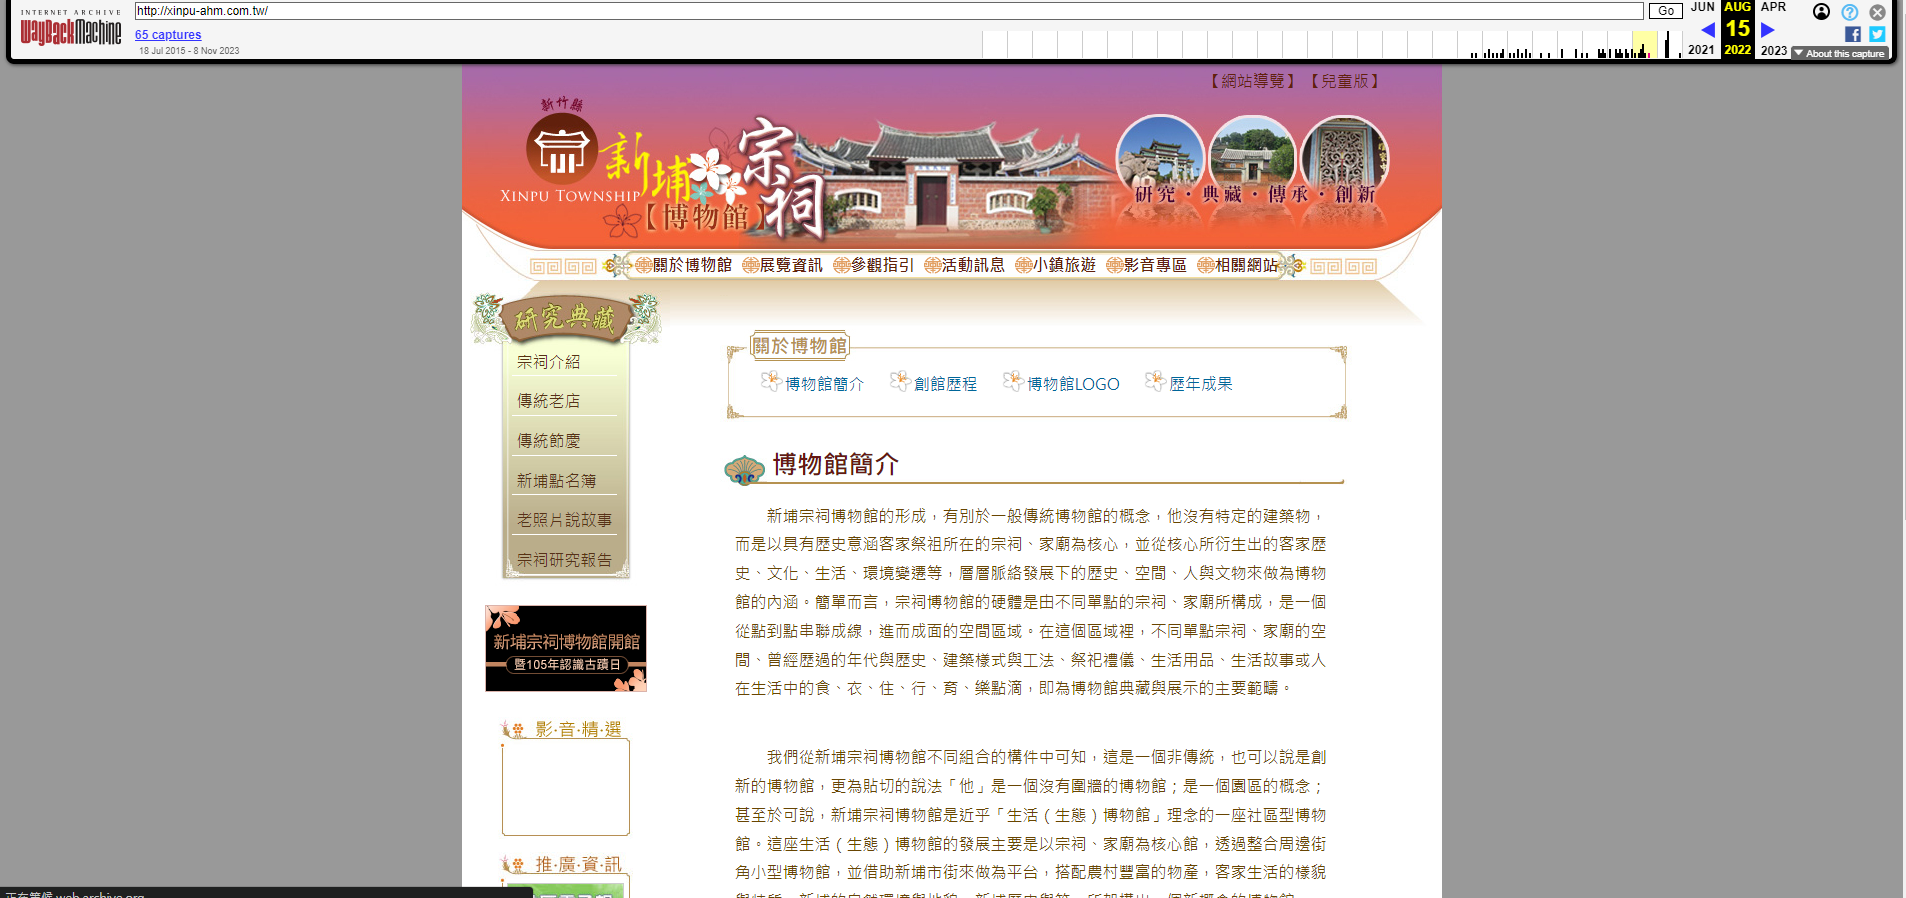 INTERNET ARCHIVE
WayBackMachine
http://xinpu-ahm.com.tw/
Go
JUN AUG APR
65 captures
15
18 Jul 2015 - 8 Nov 2023
2021 2022 2023
About this capture
【網站導覽】【兒童版】
新竹縣
新埔宗祠
XINPU TOWNSHIP
【博物館】
研究・典藏・傳承・創新
關於博物館 展覽資訊 參觀指引 活動訊息 小鎮旅遊 影音專區 相關網站
研究典藏
宗祠介紹
傳統老店
傳統節慶
新埔點名簿
老照片說故事
宗祠研究報告
新埔宗祠博物館開館
暨105年認識古蹟日
影·音·精·選
推·廣·資·訊
關於博物館
博物館簡介 創館歷程 博物館LOGO 歷年成果
博物館簡介
新埔宗祠博物館的形成，有別於一般傳統博物館的概念，他沒有特定的建築物，
而是以具有歷史意涵客家祭祖所在的宗祠、家廟為核心，並從核心所衍生出的客家歷
史、文化、生活、環境變遷等，層層脈絡發展下的歷史、空間、人與文物來做為博物
館的內涵。簡單而言，宗祠博物館的硬體是由不同單點的宗祠、家廟所構成，是一個
從點到點串聯成線，進而成面的空間區域。在這個區域裡，不同單點宗祠、家廟的空
間、曾經歷過的年代與歷史、建築樣式與工法、祭祀禮儀、生活用品、生活故事或人
在生活中的食、衣、住、行、育、樂點滴，即為博物館典藏與展示的主要範疇。
我們從新埔宗祠博物館不同組合的構件中可知，這是一個非傳統，也可以說是創
新的博物館，更為貼切的說法「他」是一個沒有圍牆的博物館；是一個園區的概念；
甚至於可說，新埔宗祠博物館是近乎「生活（生態）博物館」理念的一座社區型博物
館。這座生活（生態）博物館的發展主要是以宗祠、家廟為核心館，透過整合周邊街
角小型博物館，並借助新埔市街來做為平台，搭配農村豐富的物產，客家生活的樣貌